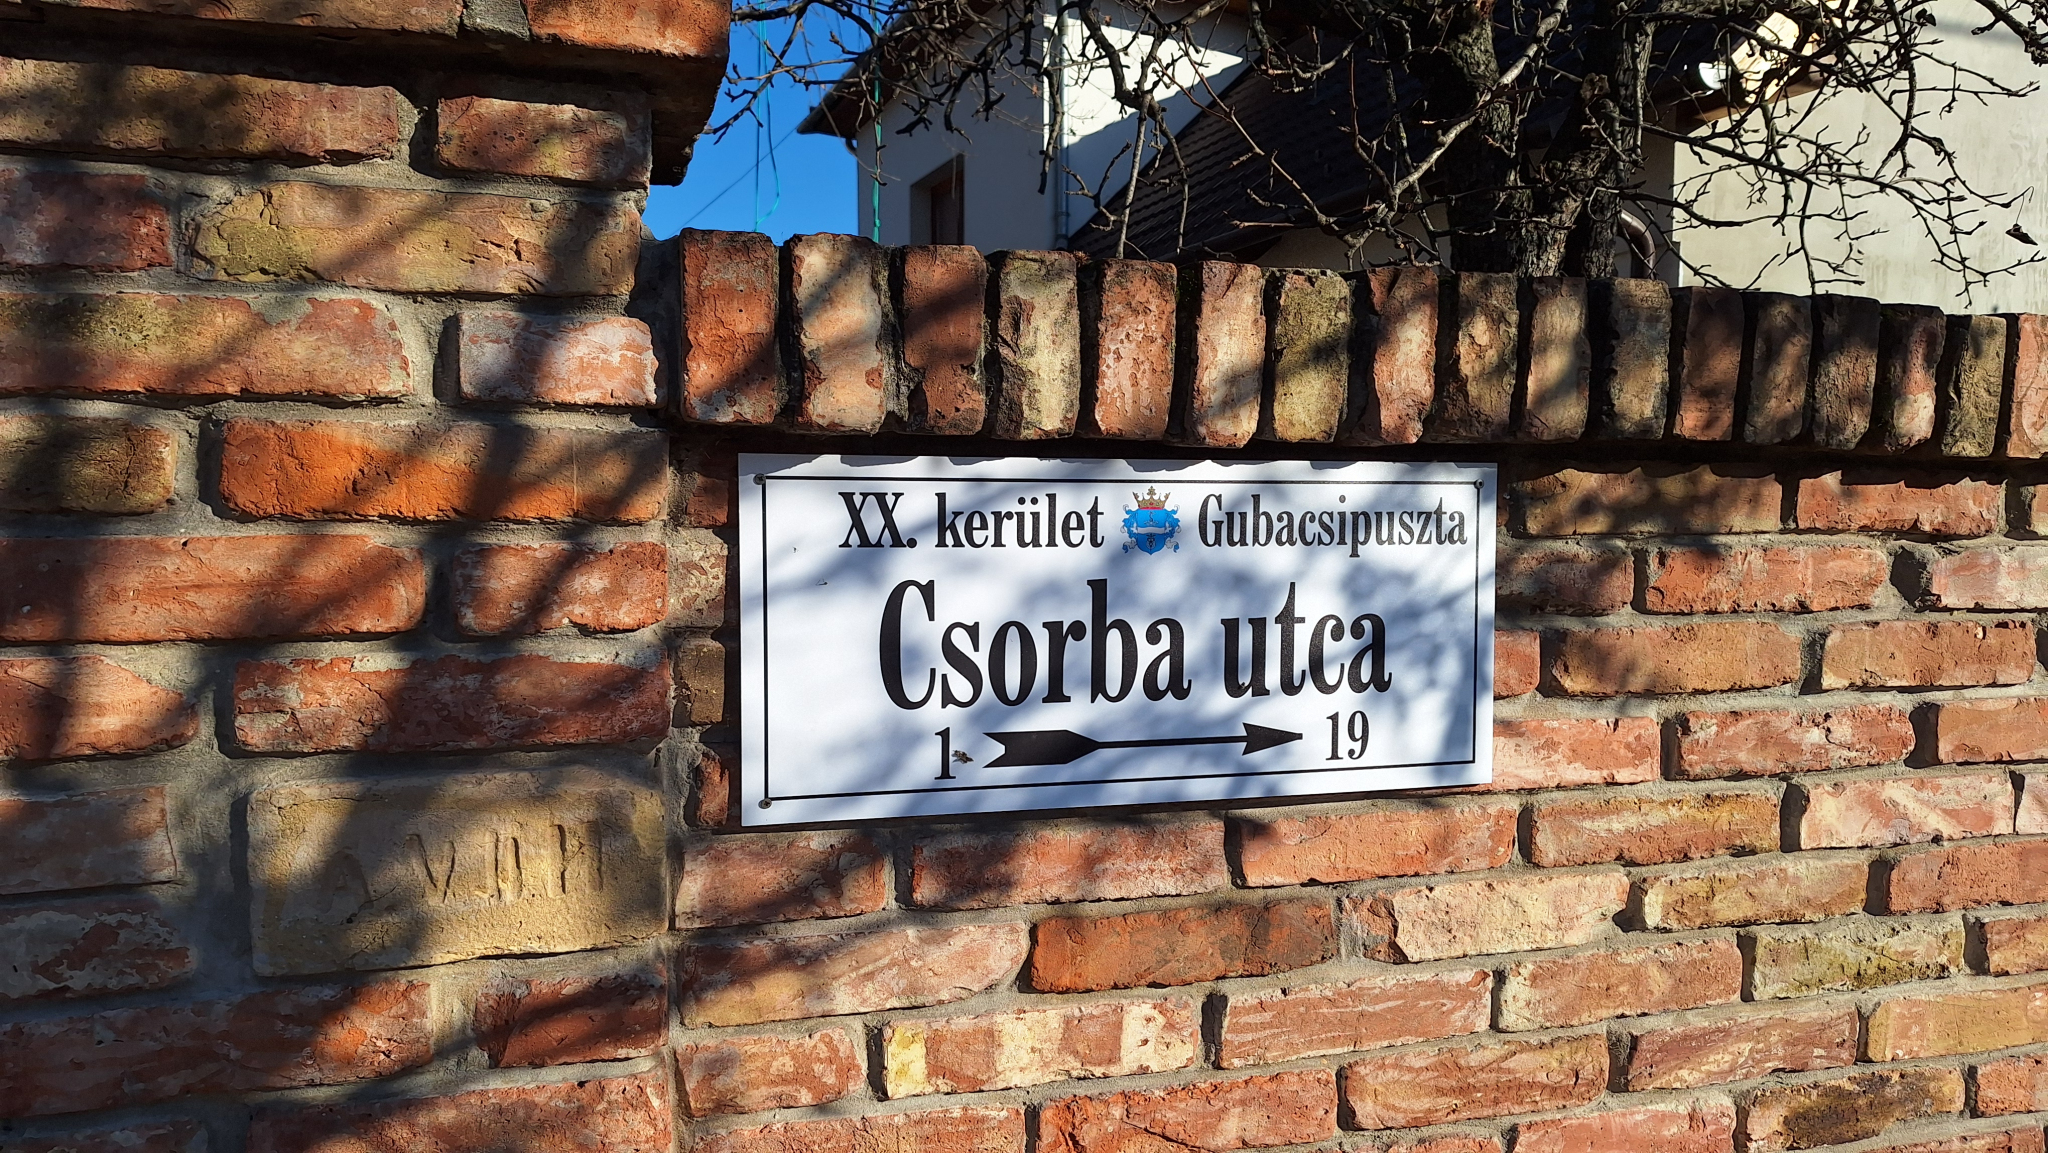 XX. kerület Gubacsipuszta
Csorba utca
1 19